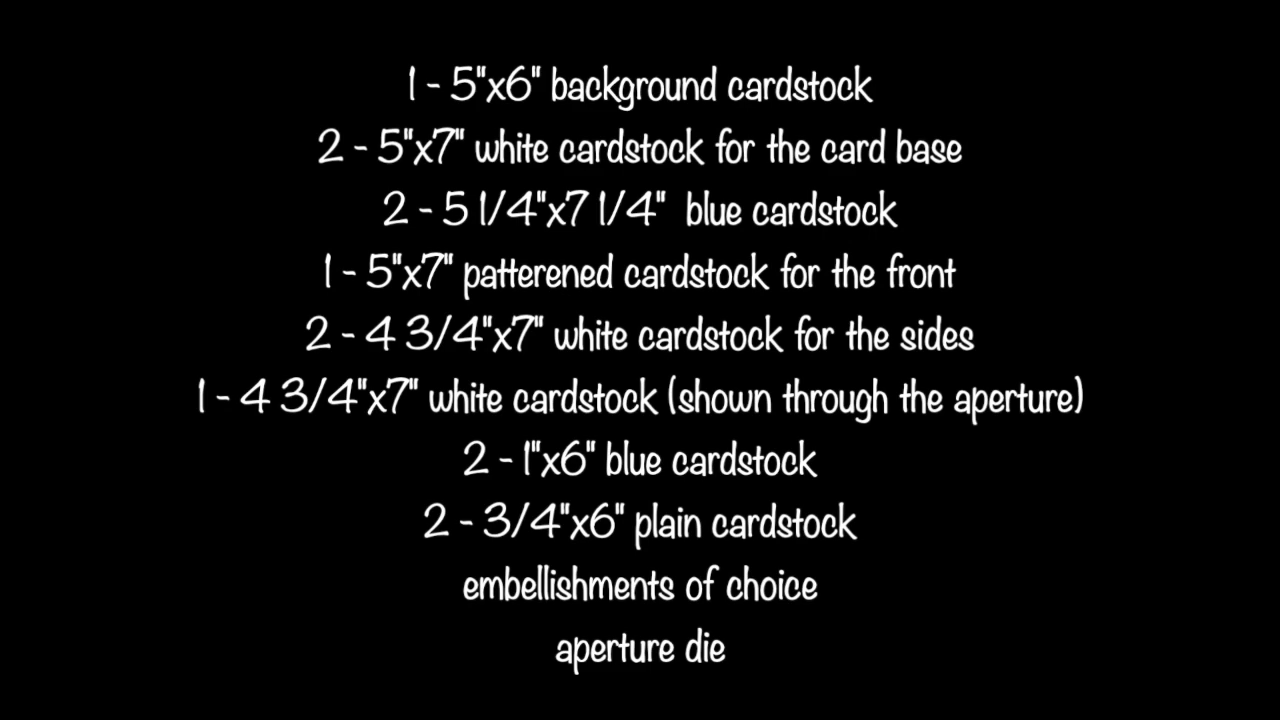 1 - 5"x6" background cardstock
2 - 5"x7" white cardstock for the card base
2 - 5 1/4"x7 1/4" blue cardstock
1 - 5"x7" patterened cardstock for the front
2 - 4 3/4"x7" white cardstock for the sides
1 - 4 3/4"x7" white cardstock (shown through the aperture)
2 - 1"x6" blue cardstock
2 - 3/4"x6" plain cardstock
embellishments of choice
aperture die